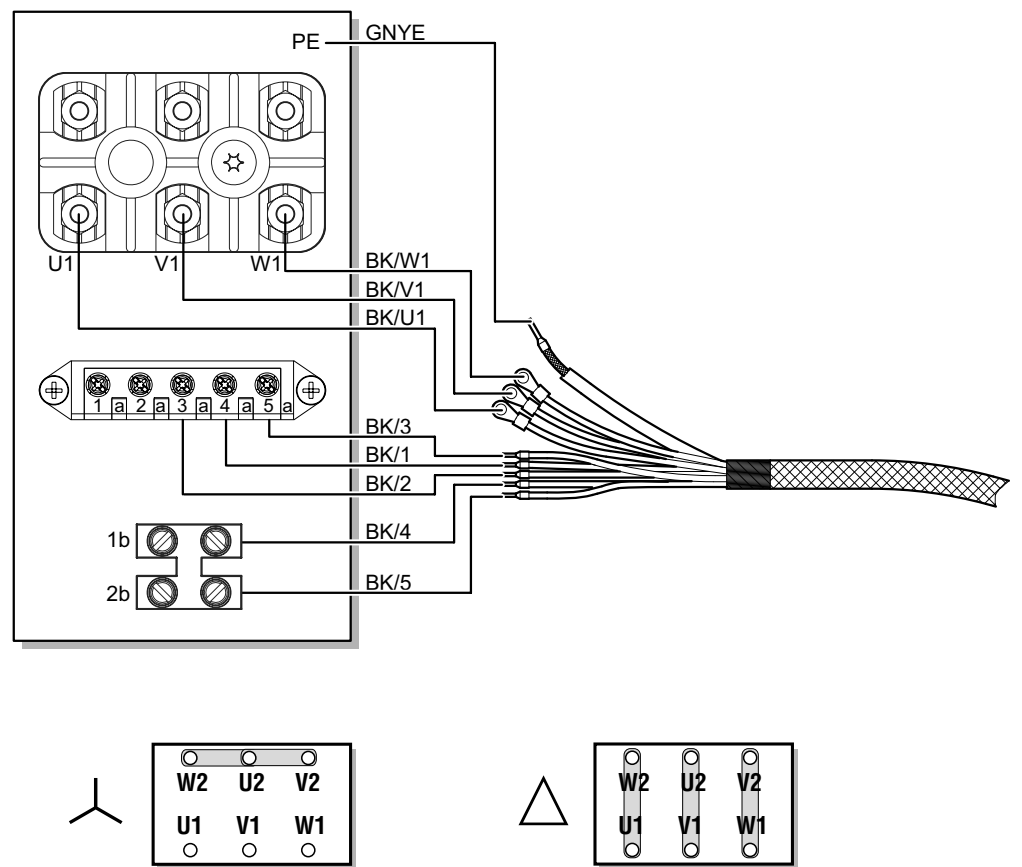 PE GNYE
U1 V1 W1
BK/W1
BK/V1
BK/U1
1 a 2 a 3 a 4 a 5 a
BK/3
BK/1
BK/2
1b BK/4
2b BK/5
W2 U2 V2
U1 V1 W1
W2 U2 V2
U1 V1 W1